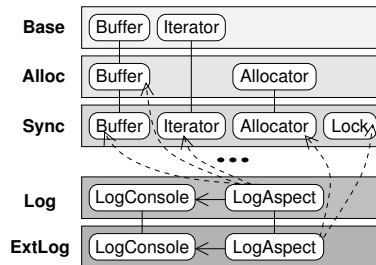 Base Buffer Iterator
Alloc Buffer Allocator
Sync Buffer Iterator Allocator Lock
•••
Log LogConsole LogAspect
ExtLog LogConsole LogAspect